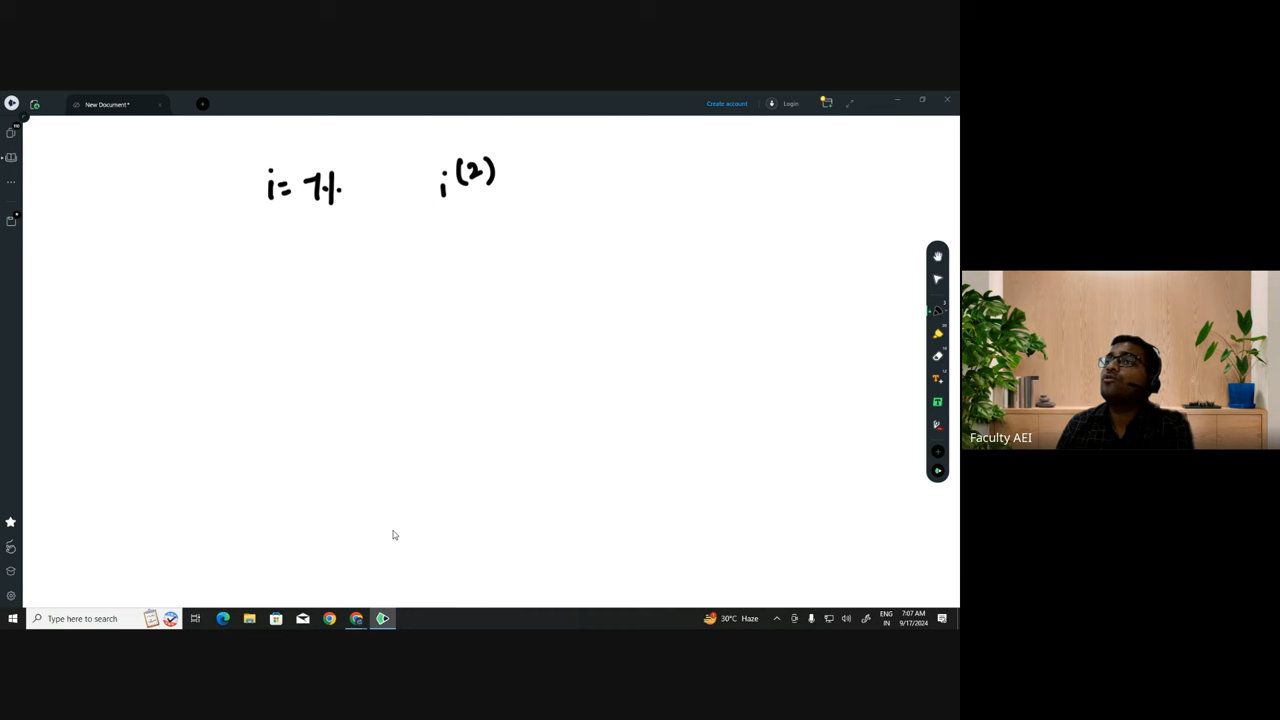 New Document*
Create account
Login
i = 7%
i^(2)
Faculty AEI
Type here to search
30°C Haze
ENG
IN
7:07 AM
9/17/2024